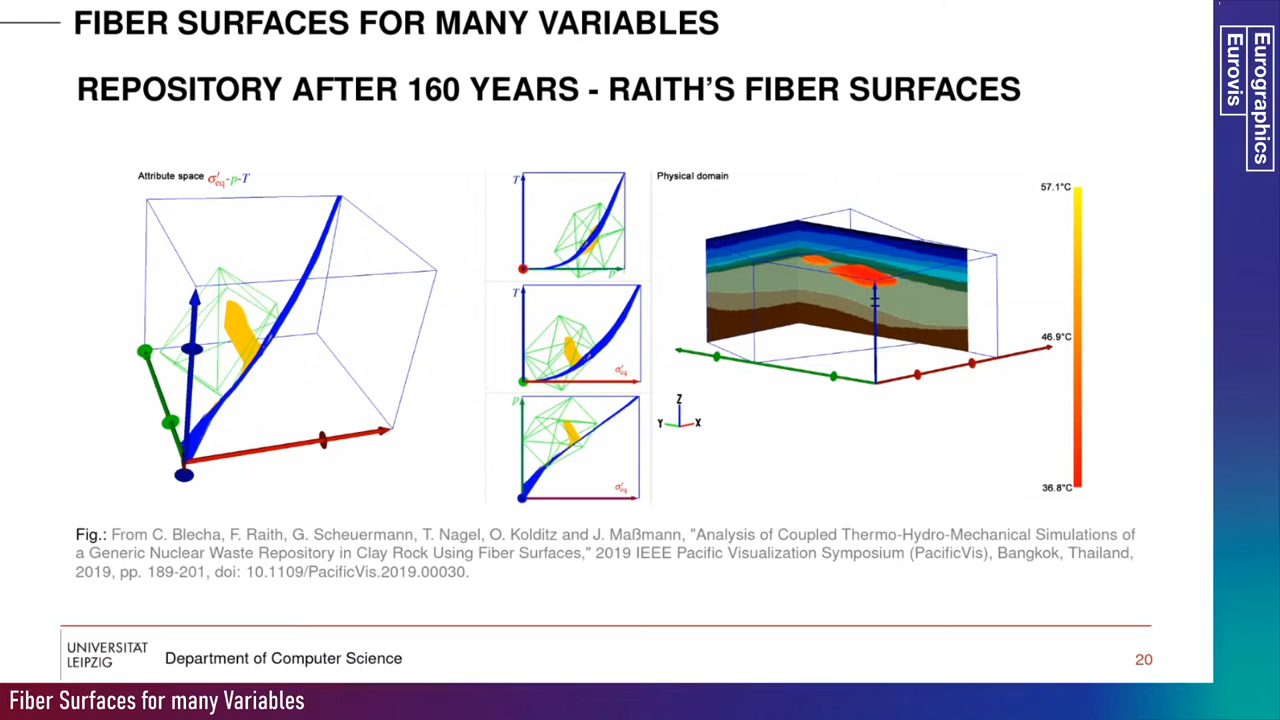 FIBER SURFACES FOR MANY VARIABLES
REPOSITORY AFTER 160 YEARS - RAITH'S FIBER SURFACES
Eurovis
Eurographics
Attribute space σ′eq-p-T
T
p
T
σ′eq
p
σ′eq
Physical domain
57.1°C
46.9°C
36.8°C
Z
Y X
Fig.: From C. Blecha, F. Raith, G. Scheuermann, T. Nagel, O. Kolditz and J. Maßmann, "Analysis of Coupled Thermo-Hydro-Mechanical Simulations of
a Generic Nuclear Waste Repository in Clay Rock Using Fiber Surfaces," 2019 IEEE Pacific Visualization Symposium (PacificVis), Bangkok, Thailand,
2019, pp. 189-201, doi: 10.1109/PacificVis.2019.00030.
UNIVERSITÄT
LEIPZIG
Department of Computer Science
20
Fiber Surfaces for many Variables